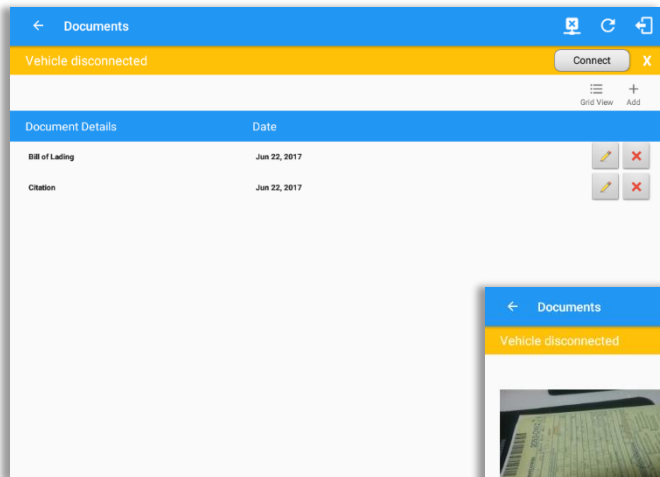 Documents
Vehicle disconnected
Connect X
Grid View Add
Document Details Date
Bill of Lading Jun 22, 2017
Citation Jun 22, 2017
Documents
Vehicle disconnected